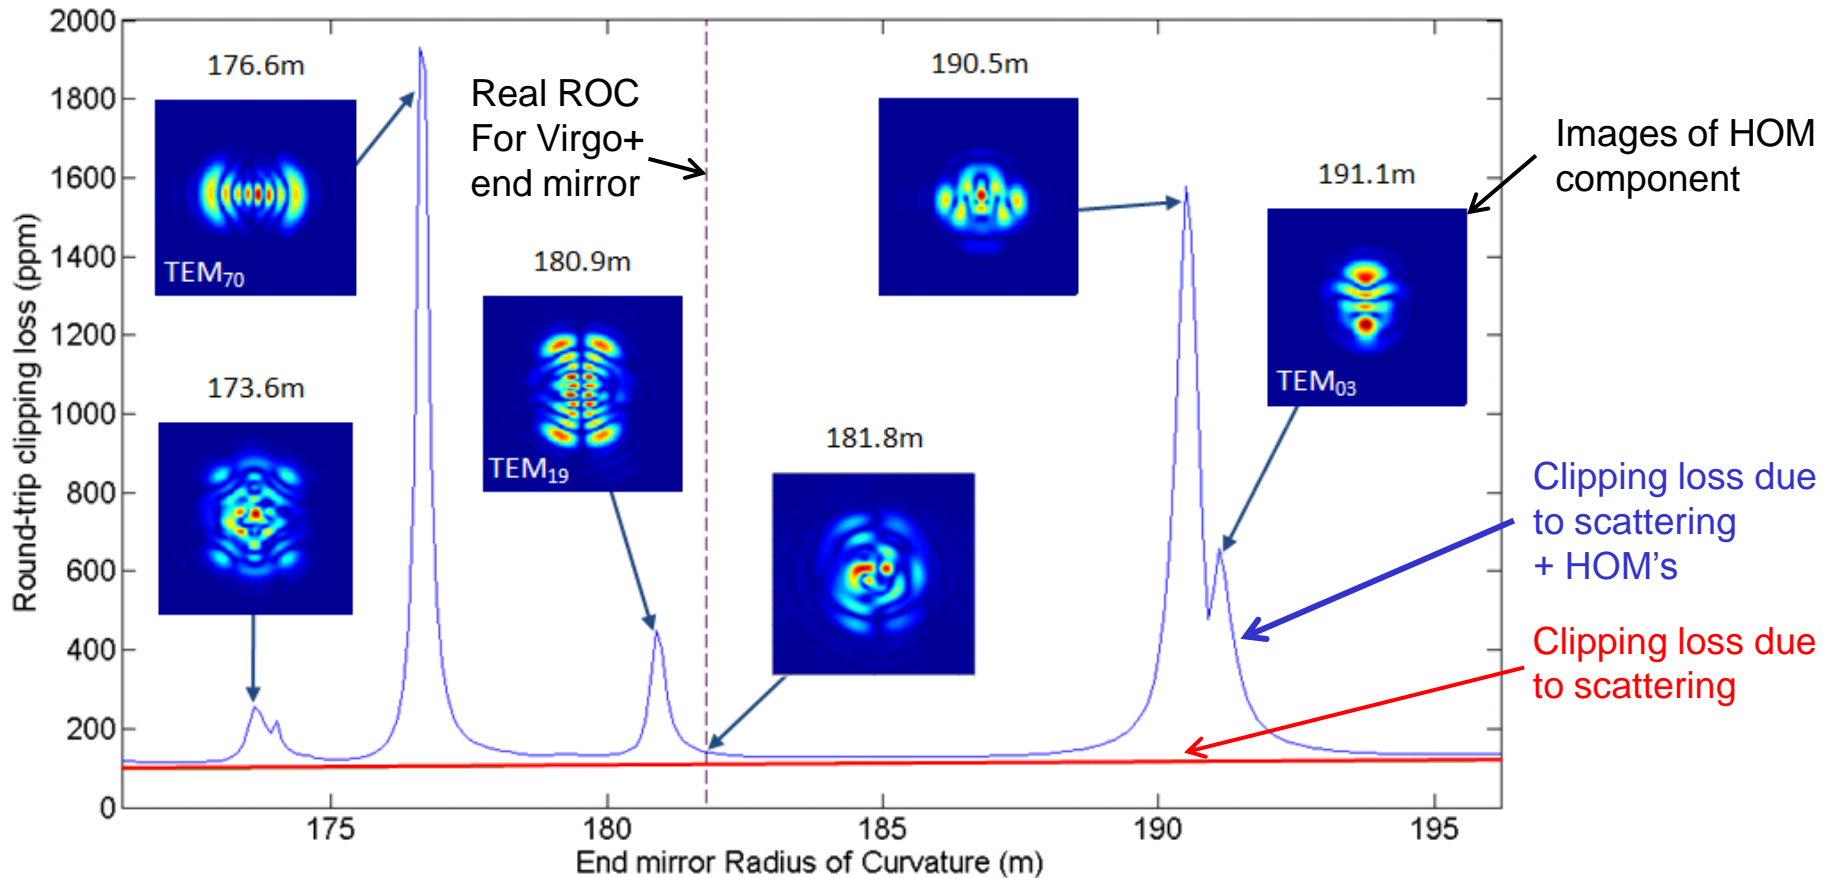 2000
1800
1600
1400
1200
1000
800
600
400
200
0
Round-trip clipping loss (ppm)
175
180
185
190
195
End mirror Radius of Curvature (m)
176.6m
TEM70
173.6m
Real ROC
For Virgo+
end mirror
180.9m
TEM19
181.8m
190.5m
191.1m
TEM03
Images of HOM
component
Clipping loss due
to scattering
+ HOM's
Clipping loss due
to scattering